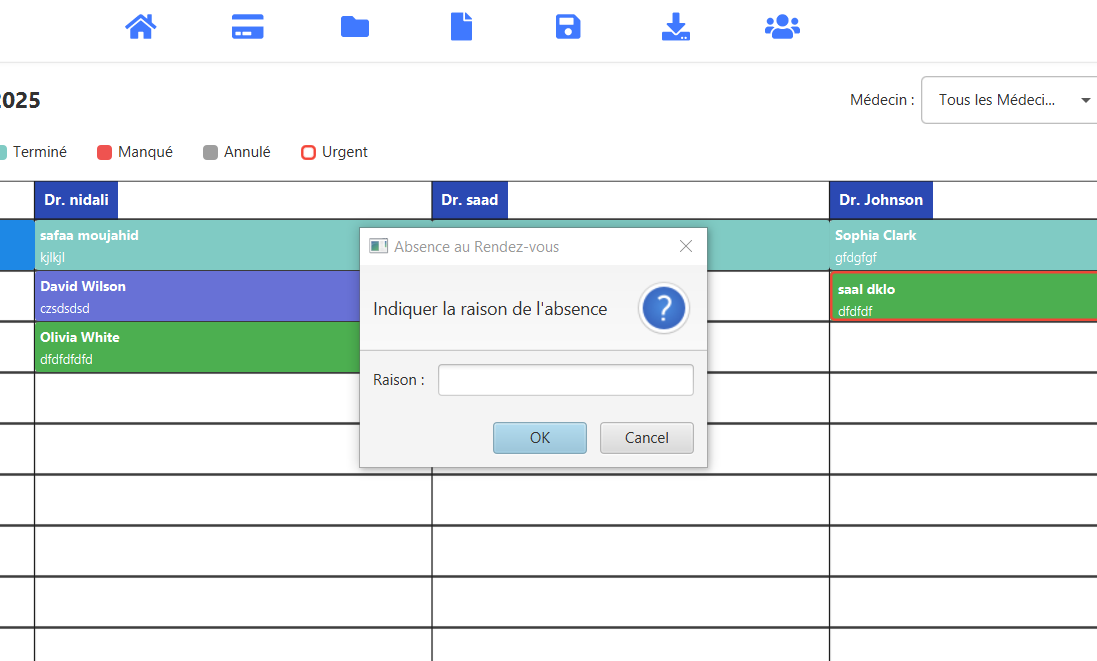 2025
Médecin :
Tous les Médeci...
Terminé
Manqué
Annulé
Urgent
Dr. nidali
Dr. saad
Dr. Johnson
safaa moujahid
kjlkjl
Sophia Clark
gfdgfgf
David Wilson
czsdsdsd
saal dklo
dfdfdf
Olivia White
dfdfdfdfd
Absence au Rendez-vous
Indiquer la raison de l'absence
?
Raison :
OK
Cancel